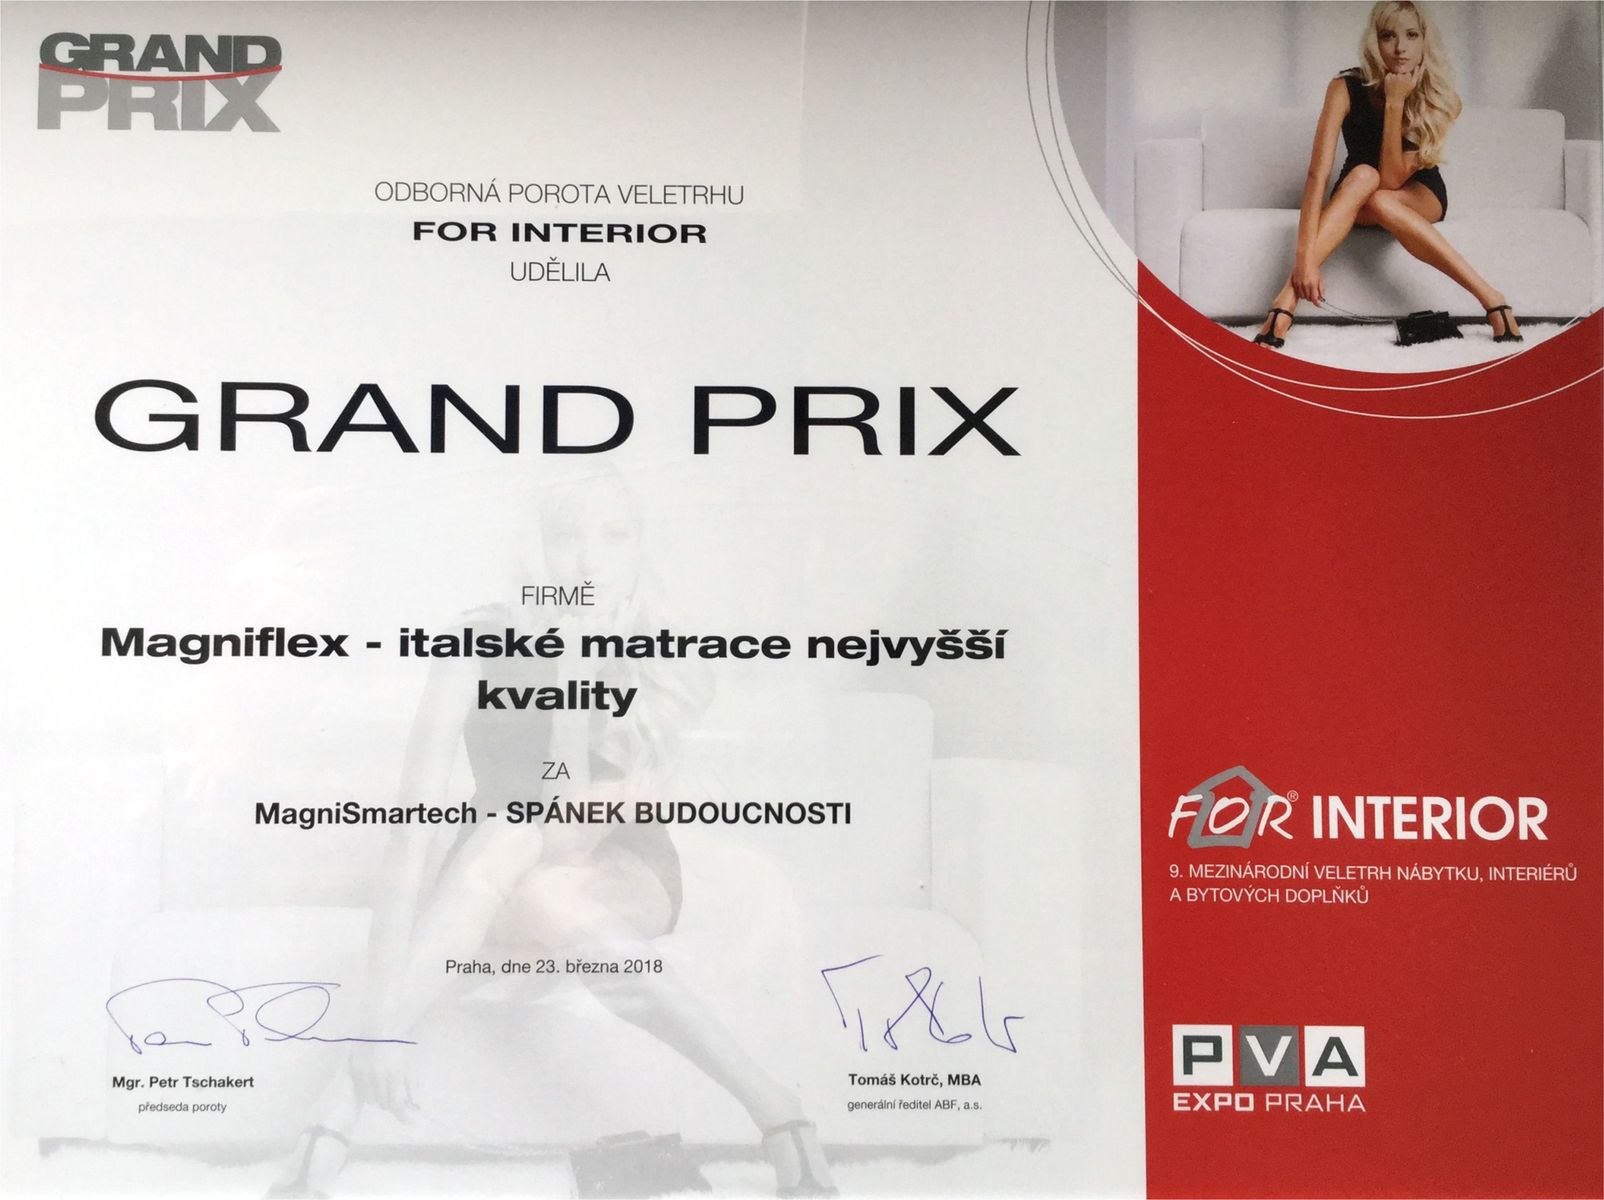 GRAND
PRIX
ODBORNÁ POROTA VELETRHU
FOR INTERIOR
UDĚLILA
GRAND PRIX
FIRMĚ
Magniflex - italské matrace nejvyšší
kvality
ZA
MagniSmartech - SPÁNEK BUDOUCNOSTI
Praha, dne 23. března 2018
Mgr. Petr Tschakert
předseda poroty
Tomáš Kotrč, MBA
generální ředitel ABF, a.s.
FOR® INTERIOR
9. MEZINÁRODNÍ VELETRH NÁBYTKU, INTERIÉRŮ
A BYTOVÝCH DOPLŇKŮ
PVA
EXPO PRAHA